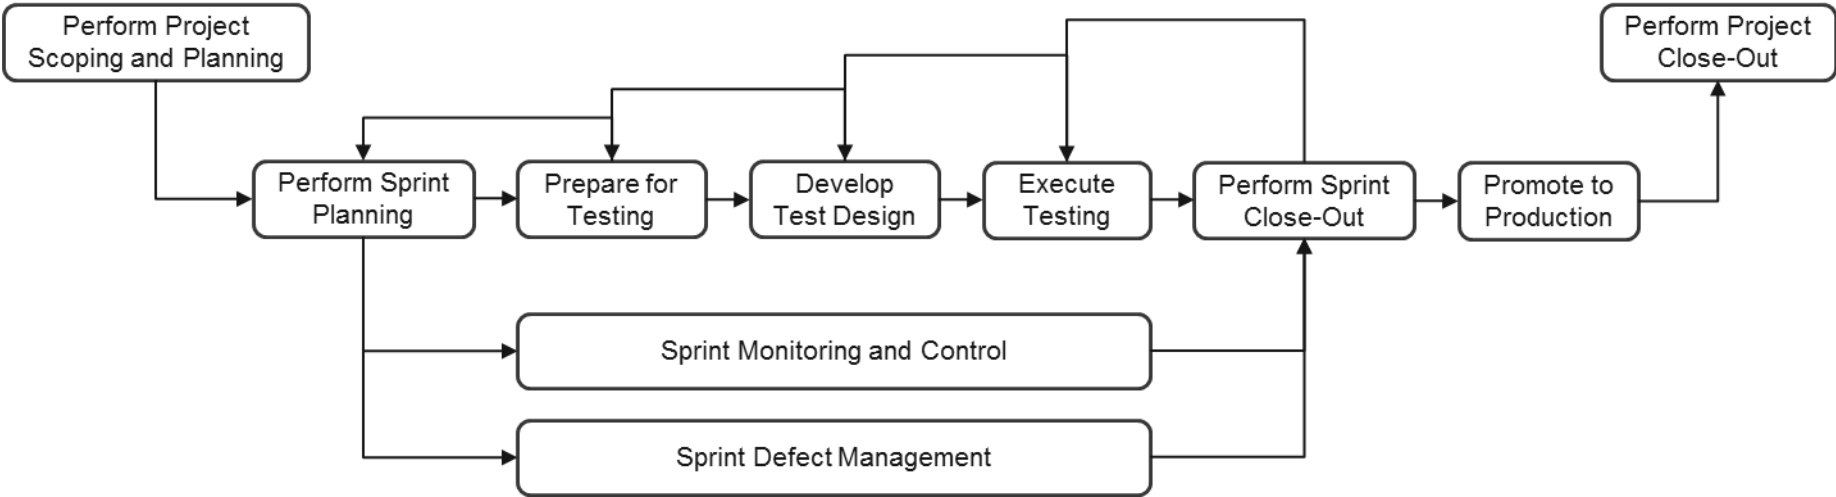 Perform Project
Scoping and Planning
Perform Project
Close-Out
Perform Sprint
Planning
Prepare for
Testing
Develop
Test Design
Execute
Testing
Perform Sprint
Close-Out
Promote to
Production
Sprint Monitoring and Control
Sprint Defect Management